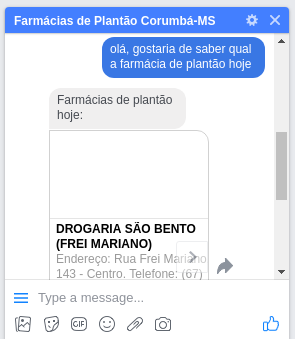 Farmácias de Plantão Corumbá-MS
olá, gostaria de saber qual
a farmácia de plantão hoje
Farmácias de plantão
hoje:
DROGARIA SÃO BENTO
(FREI MARIANO)
Endereço: Rua Frei Mariano
143 - Centro. Telefone: (67)
Type a message...
GIF